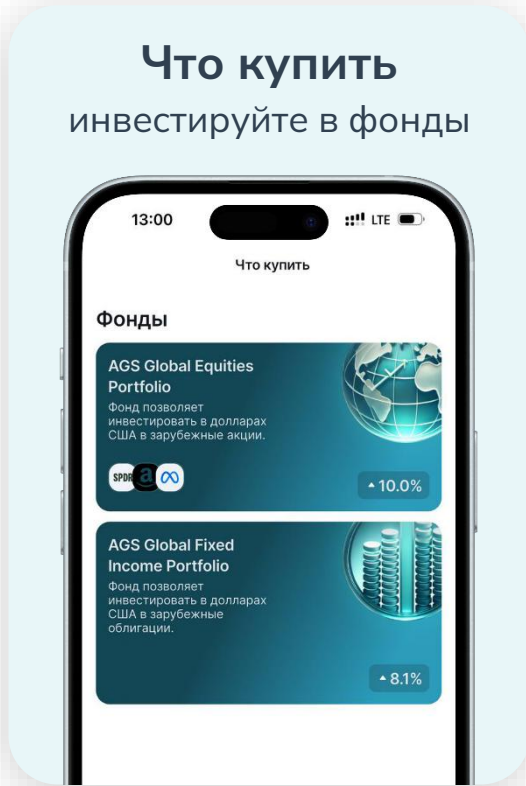 Что купить
инвестируйте в фонды
13:00
LTE
Что купить
Фонды
AGS Global Equities
Portfolio
Фонд позволяет
инвестировать в долларах
США в зарубежные акции.
SPDR
a
10.0%
AGS Global Fixed
Income Portfolio
Фонд позволяет
инвестировать в долларах
США в зарубежные
облигации.
8.1%